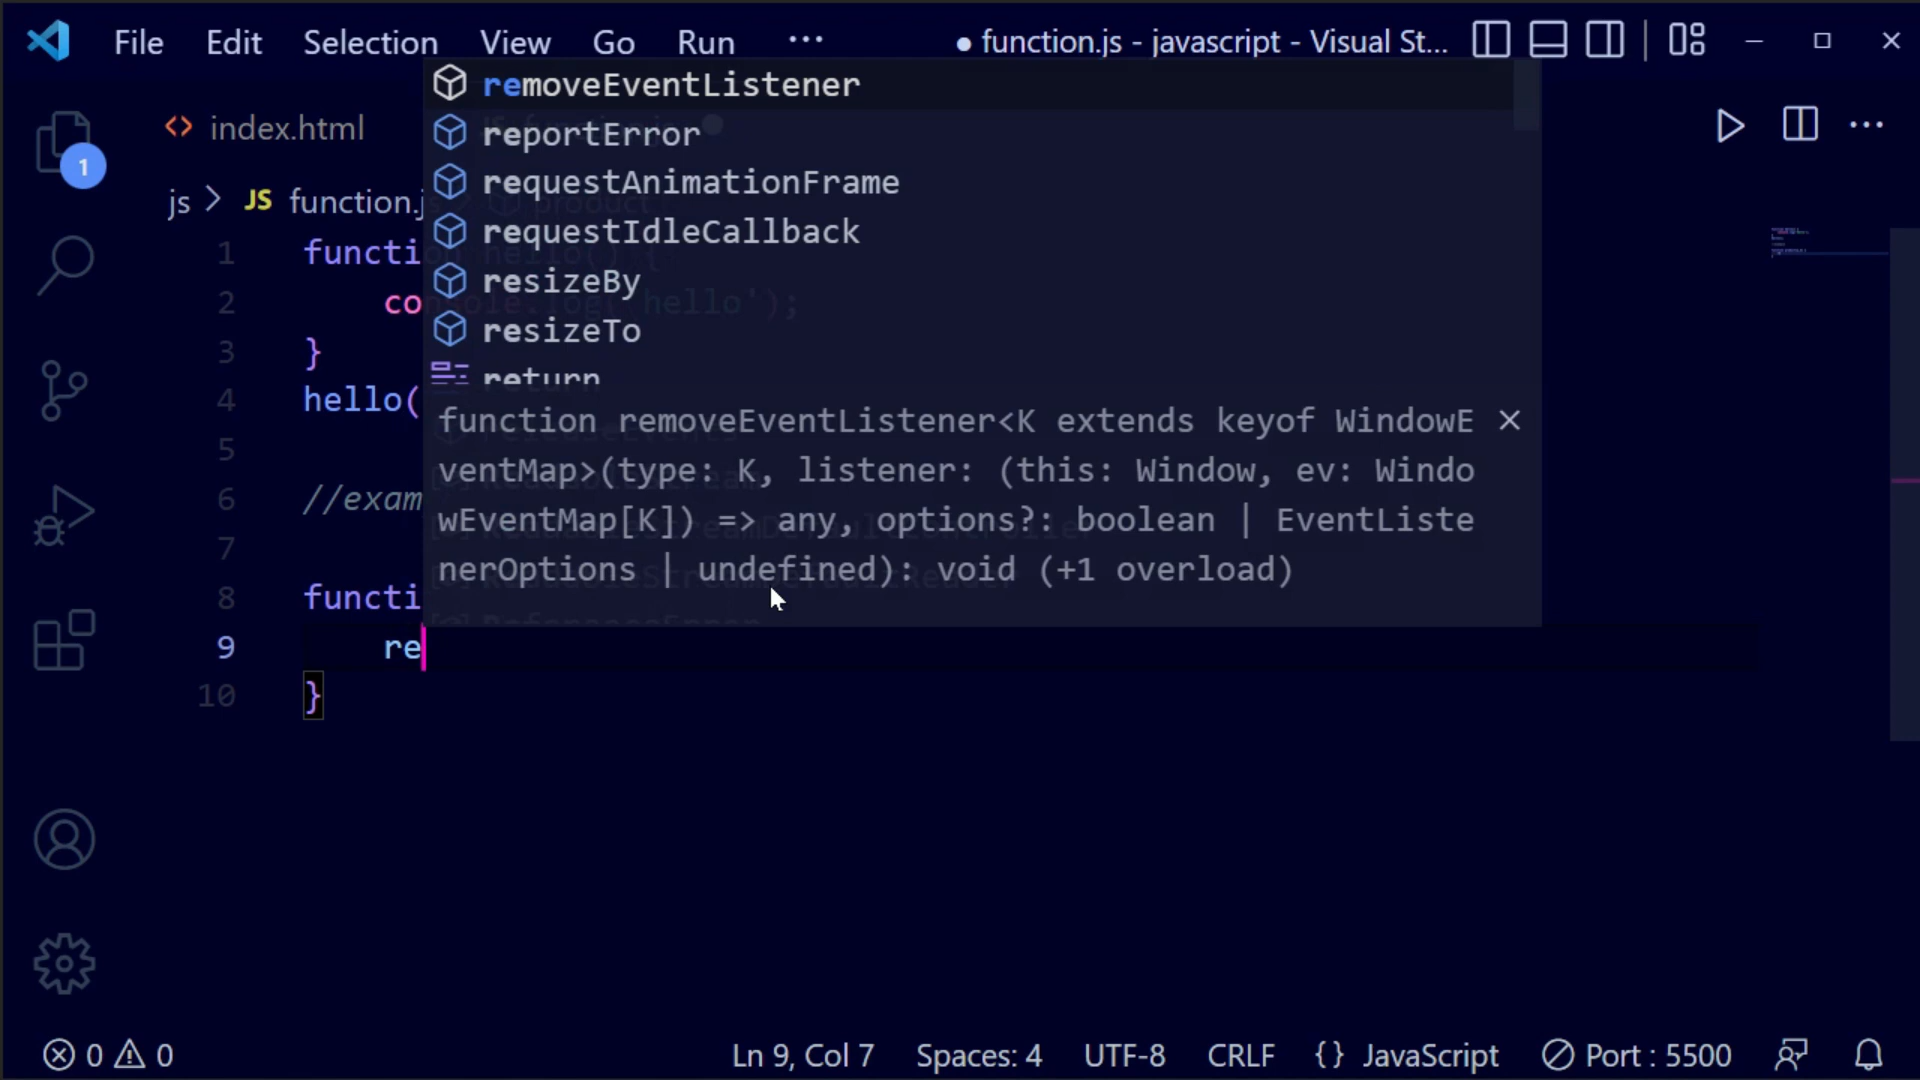 File Edit Selection View Go Run ··· ● function.js - javascript - Visual St...
removeEventListener
index.html
reportError
requestAnimationFrame
js > JS function.j
requestIdleCallback
1 functi
resizeBy
2 co
resizeTo
3 }
return
4 hello(
function removeEventListener<K extends keyof WindowE
5
ventMap>(type: K, listener: (this: Window, ev: Windo
6 //exam
wEventMap[K]) => any, options?: boolean | EventListe
7
nerOptions | undefined): void (+1 overload)
8 functi
9 re
10 }
1
0 0 Ln 9, Col 7 Spaces: 4 UTF-8 CRLF {} JavaScript Port : 5500